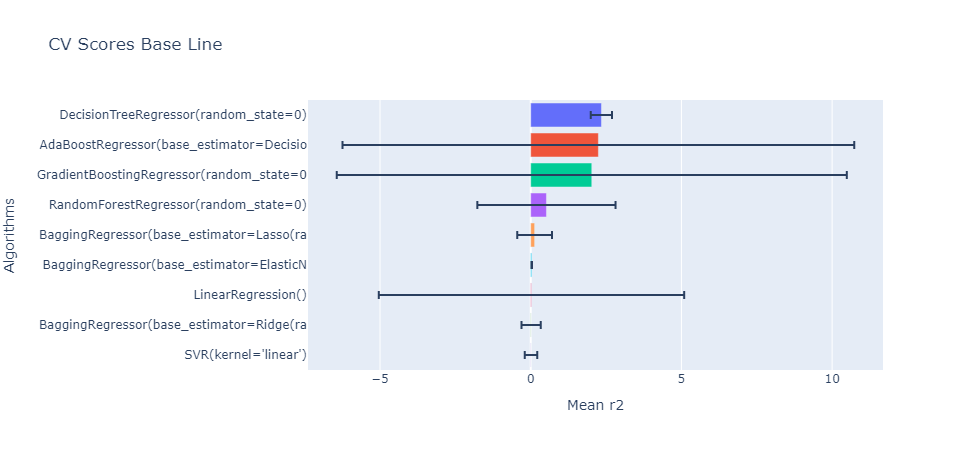 CV Scores Base Line
DecisionTreeRegressor(random_state=0)
AdaBoostRegressor(base_estimator=Decisio
GradientBoostingRegressor(random_state=0
RandomForestRegressor(random_state=0)
BaggingRegressor(base_estimator=Lasso(ra
BaggingRegressor(base_estimator=ElasticN
LinearRegression()
BaggingRegressor(base_estimator=Ridge(ra
SVR(kernel='linear')
Algorithms
−5 0 5 10
Mean r2